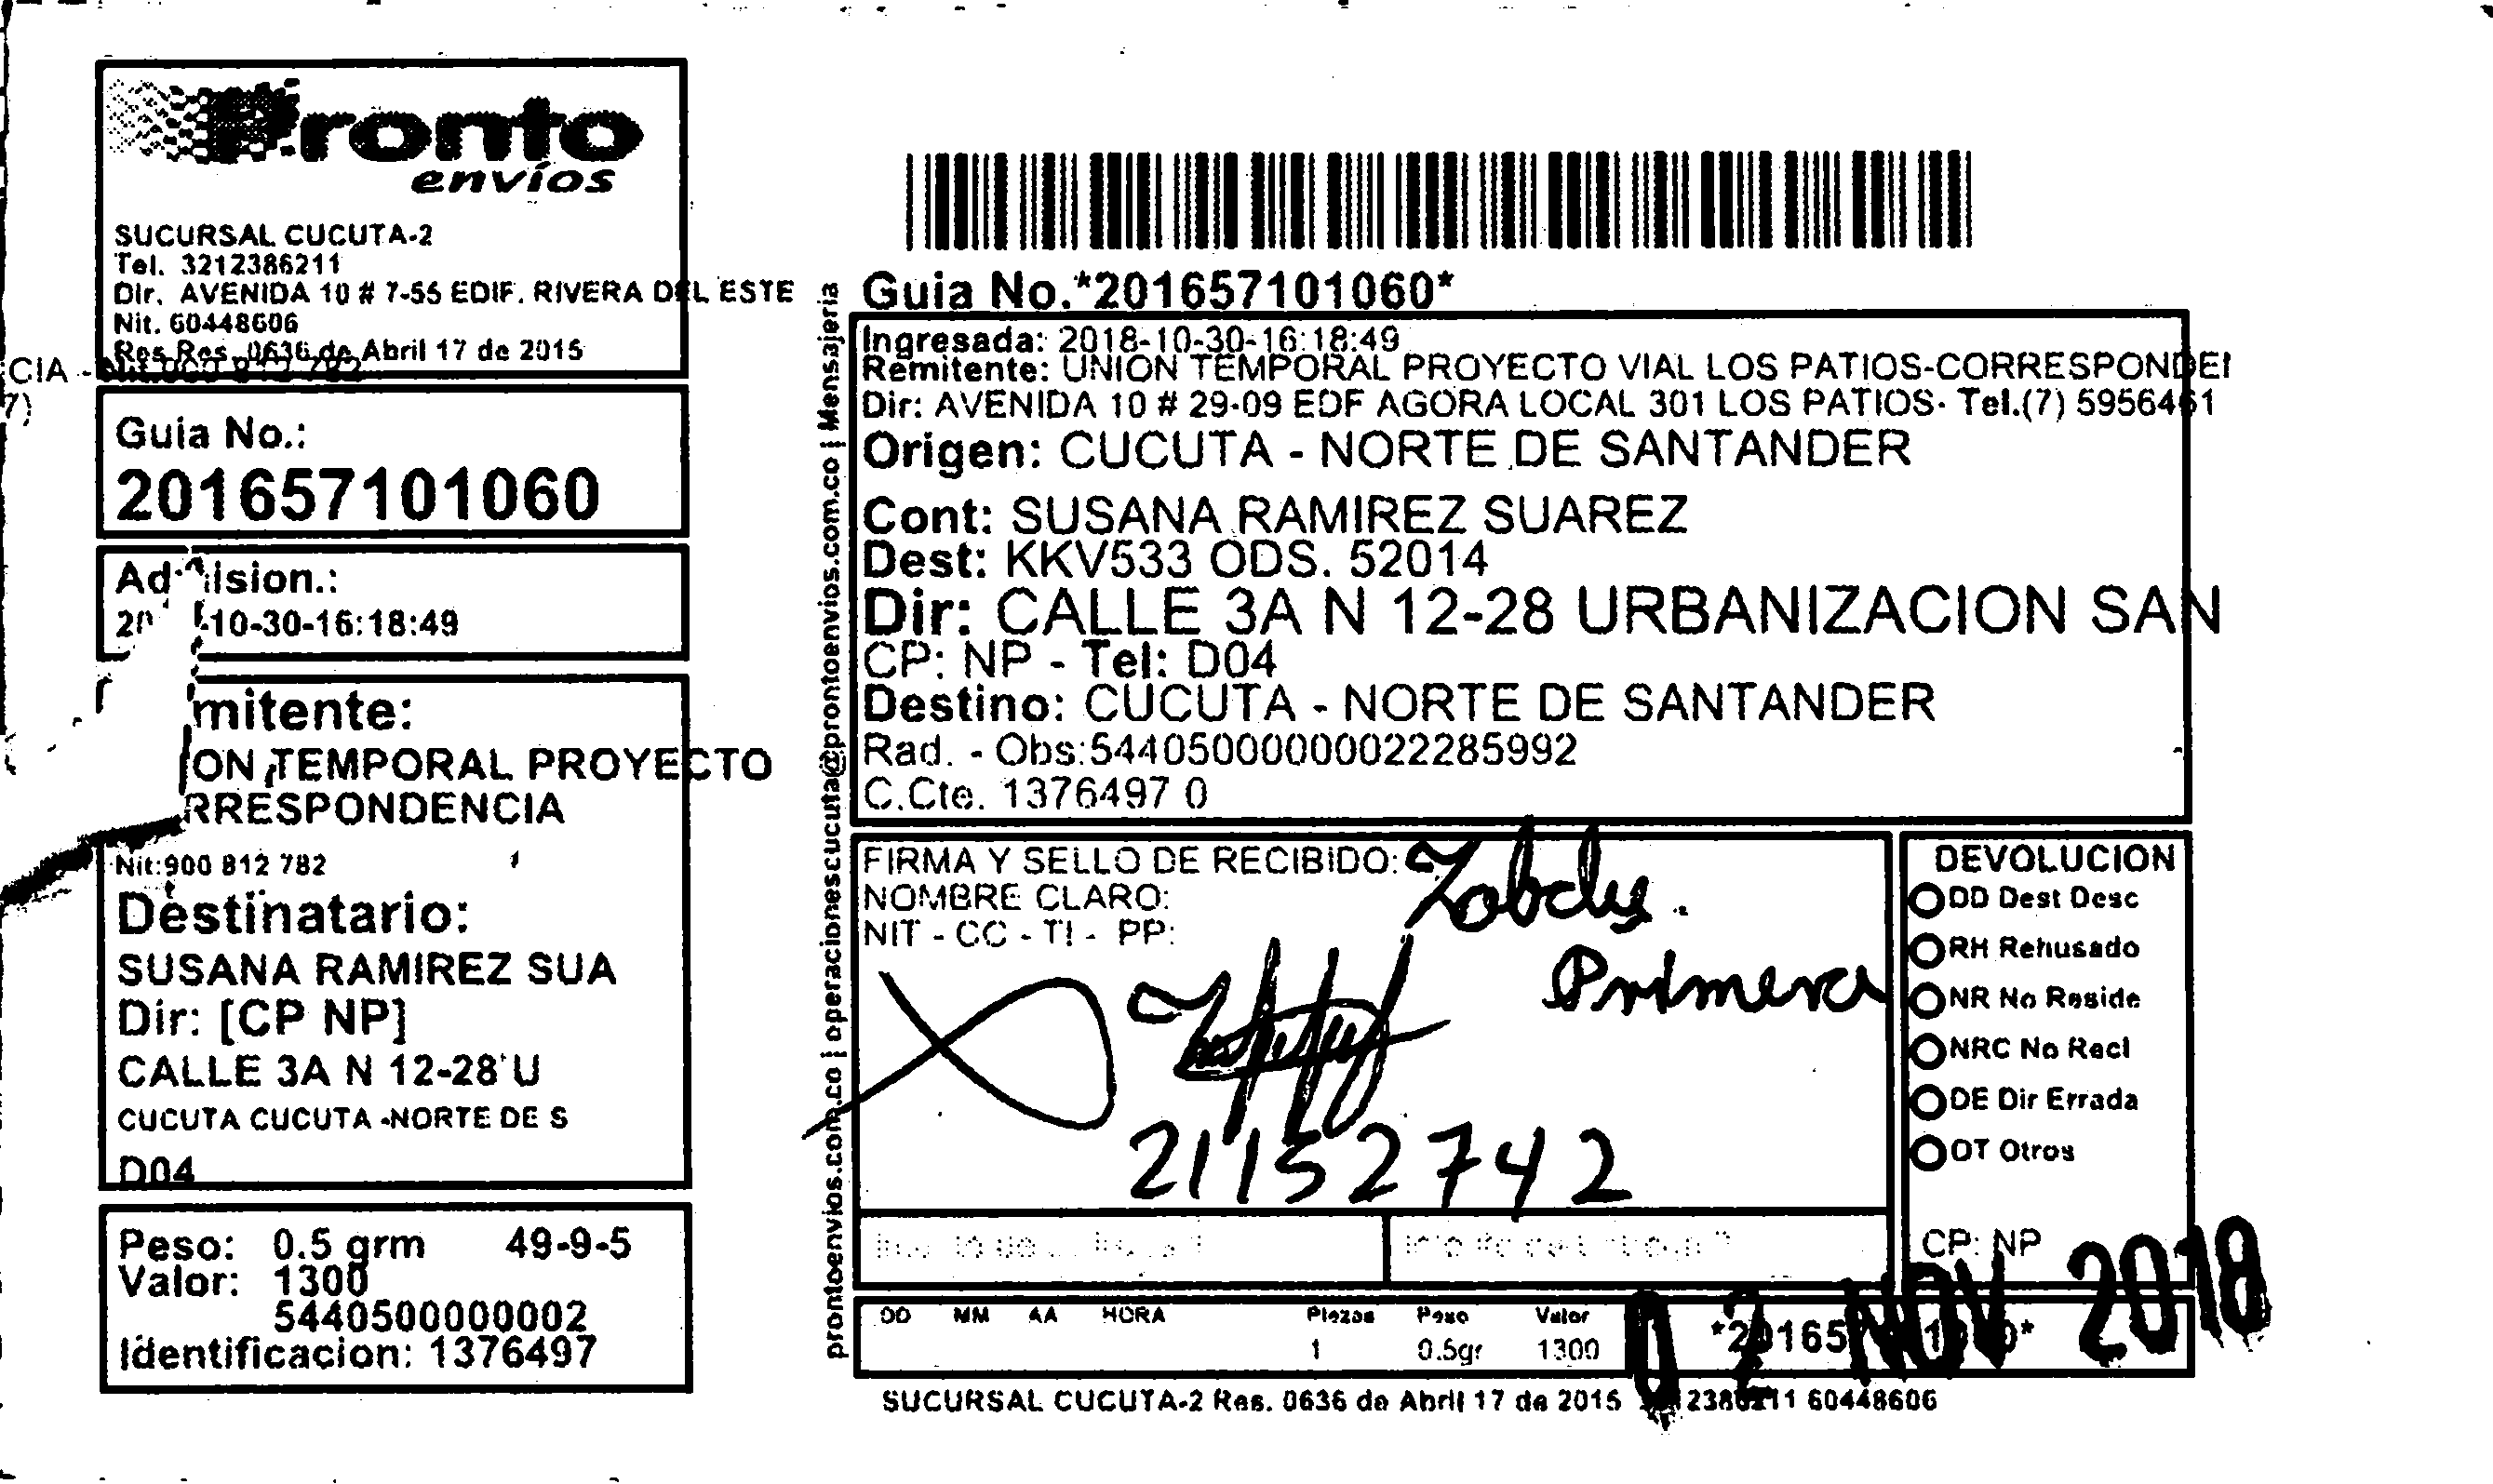 Pronto
envíos
SUCURSAL CUCUTA-2
Tel. 3212386211
Dir. AVENIDA 10 # 7-55 EDIF. RIVERA DEL ESTE
Nit. 60448606
Res Res. 0636 de Abril 17 de 2015
CIA -
7)
Guia No.:
201657101060
10-30-16:18:49
mitente:
ON TEMPORAL PROYECTO
RRESPONDENCIA
Nit:900 812 782
Destinatario:
SUSANA RAMIREZ SUA
Dir: [CP NP]
CALLE 3A N 12-28 U
CUCUTA CUCUTA -NORTE DE S
D04
Peso: 0.5 grm 49-9-5
Valor: 1300
5440500000002
Identificacion: 1376497
prontoenvios.com.co | operacionescucuta@prontoenvios.com.co | Mensajeria
Guia No.*201657101060*
Ingresada: 2018-10-30-16:18:49
Remitente: UNION TEMPORAL PROYECTO VIAL LOS PATIOS-CORRESPONDEI
Dir: AVENIDA 10 # 29-09 EDF AGORA LOCAL 301 LOS PATIOS- Tel.(7) 5956461
Origen: CUCUTA - NORTE DE SANTANDER
Cont: SUSANA RAMIREZ SUAREZ
Dest: KKV533 ODS. 52014
Dir: CALLE 3A N 12-28 URBANIZACION SAN
CP: NP - Tel: D04
Destino: CUCUTA - NORTE DE SANTANDER
Rad. - Obs:544050000000022285992
C.Cte. 1376497 0
FIRMA Y SELLO DE RECIBIDO:
NOMBRE CLARO:
NIT - CC - TI - PP:
Primera
21152742
DEVOLUCION
DD Dest Desc
RH Rehusado
NR No Reside
NRC No Recl
DE Dir Errada
OT Otros
CP: NP
02 NOV 2018
DD MM AA HORA Piezas Peso Valor
1 0.5gr 1300
SUCURSAL CUCUTA-2 Res. 0636 de Abril 17 de 2015 60448606